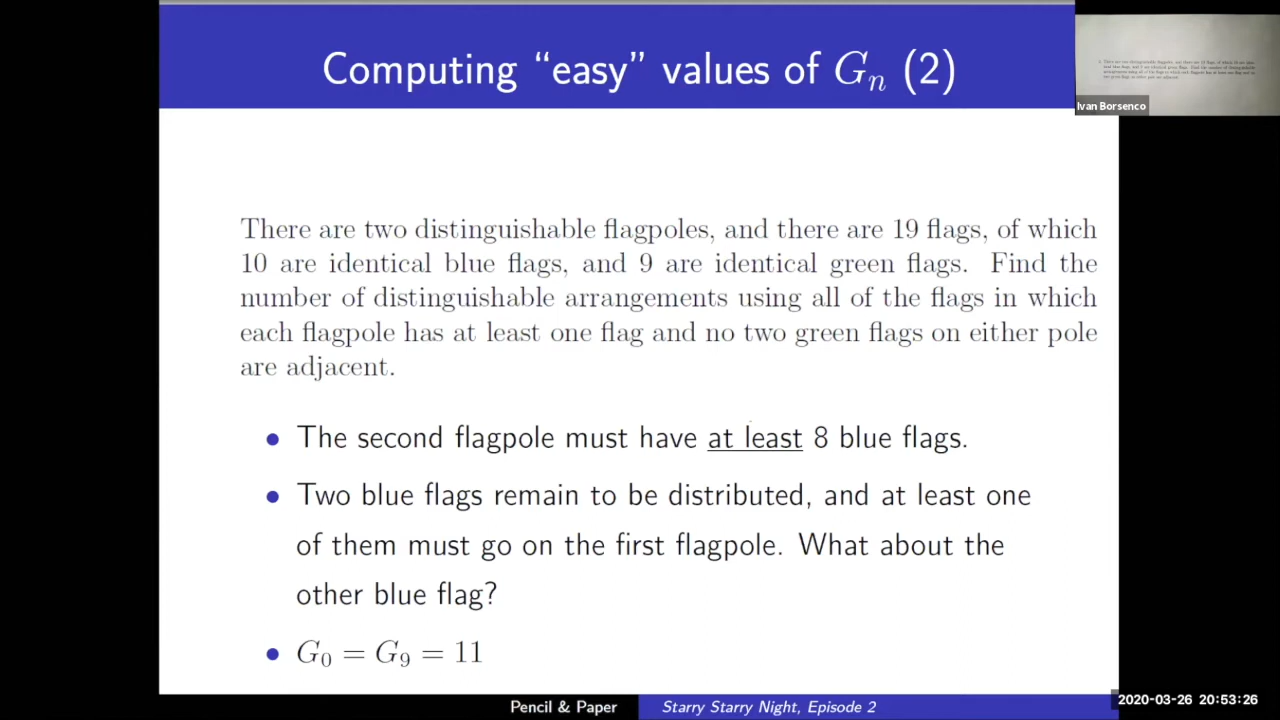 Computing “easy” values of Gₙ (2)
Ivan Borsenco
There are two distinguishable flagpoles, and there are 19 flags, of which
10 are identical blue flags, and 9 are identical green flags. Find the
number of distinguishable arrangements using all of the flags in which
each flagpole has at least one flag and no two green flags on either pole
are adjacent.
• The second flagpole must have at least 8 blue flags.
• Two blue flags remain to be distributed, and at least one
of them must go on the first flagpole. What about the
other blue flag?
• G₀ = G₉ = 11
Pencil & Paper
Starry Starry Night, Episode 2
2020-03-26 20:53:26